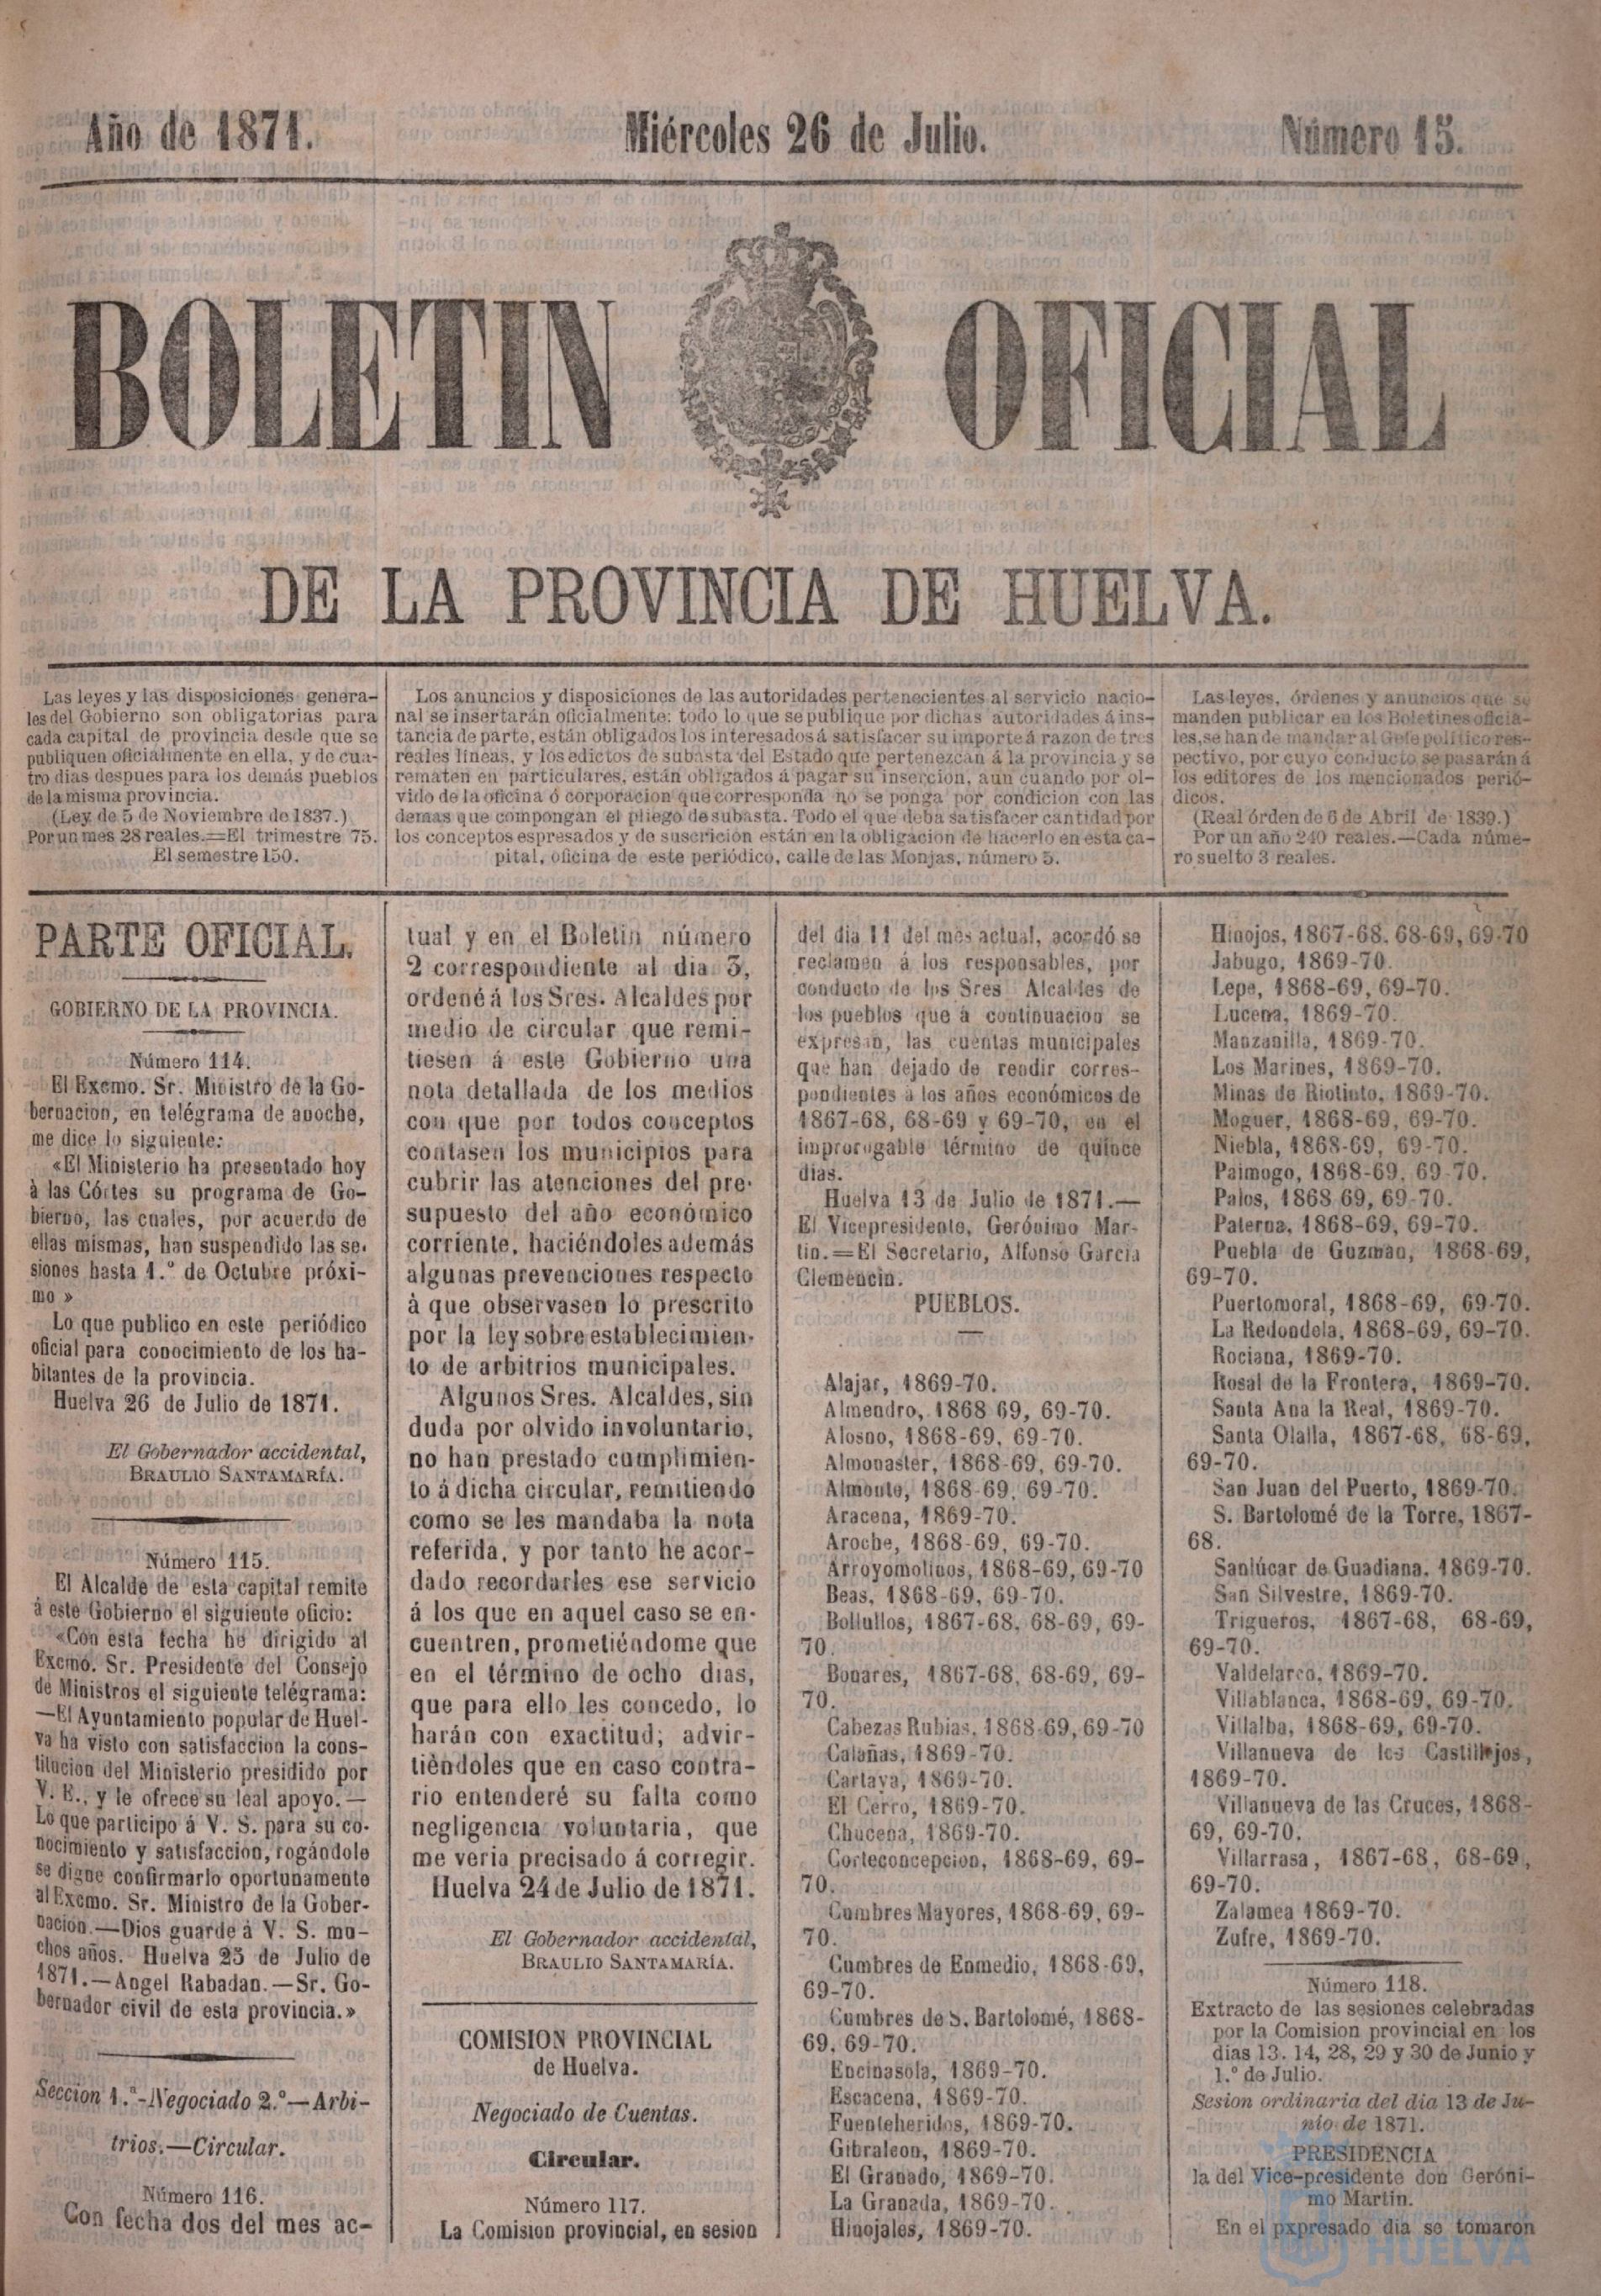 Año de 1871.
Miércoles 26 de Julio.
Número 15.
BOLETIN OFICIAL
DE LA PROVINCIA DE HUELVA.
Las leyes y las disposiciones genera-
les del Gobierno son obligatorias para
cada capital de provincia desde que se
publiquen oficialmente en ella, y de cua-
tro dias despues para los demás pueblos
de la misma provincia.
(Ley de 5 de Noviembre de 1837.)
Por un mes 28 reales.—El trimestre 75.
El semestre 150.
Los anuncios y disposiciones de las autoridades pertenecientes al servicio nacio-
nal se insertarán oficialmente: todo lo que se publique por dichas autoridades á ins-
tancia de parte, están obligados los interesados á satisfacer su importe á razon de tres
reales líneas, y los edictos de subasta del Estado que pertenezcan á la provincia y se
rematen en particulares, están obligados á pagar su insercion, aun cuando por ol-
vido de la oficina ó corporacion que corresponda no se ponga por condicion con las
demas que compongan el pliego de subasta. Todo el que deba satisfacer cantidad por
los conceptos espresados y de suscricion están en la obligacion de hacerlo en esta ca-
pital, oficina de este periódico, calle de las Monjas, número 5.
Las leyes, órdenes y anuncios que se
manden publicar en los Boletines oficia-
les, se han de mandar al Gefe político res-
pectivo, por cuyo conducto se pasarán á
los editores de los mencionados perió-
dicos.
(Real órden de 6 de Abril de 1839.)
Por un año 240 reales.—Cada núme-
ro suelto 3 reales.
PARTE OFICIAL.
GOBIERNO DE LA PROVINCIA.
Número 114.
El Excmo. Sr. Ministro de la Go-
bernacion, en telégrama de anoche,
me dice lo siguiente:
«El Ministerio ha presentado hoy
à las Córtes su programa de Go-
bierno, las cuales, por acuerdo de
ellas mismas, han suspendido las se-
siones hasta 1.º de Octubre próxi-
mo »
Lo que publico en este periódico
oficial para conocimiento de los ha-
bitantes de la provincia.
Huelva 26 de Julio de 1871.
El Gobernador accidental,
BRAULIO SANTAMARÍA.
Número 115.
El Alcalde de esta capital remite
á este Gobierno el siguiente oficio:
«Con esta fecha he dirigido al
Excmo. Sr. Presidente del Consejo
de Ministros el siguiente telégrama:
—El Ayuntamiento popular de Huel-
va ha visto con satisfaccion la cons-
titucion del Ministerio presidido por
V. E., y le ofrece su leal apoyo.—
Lo que participo á V. S. para su co-
nocimiento y satisfaccion, rogándole
se digne confirmarlo oportunamente
al Excmo. Sr. Ministro de la Gober-
nacion.—Dios guarde á V. S. mu-
chos años. Huelva 25 de Julio de
1871.—Angel Rabadan.—Sr. Go-
bernador civil de esta provincia.»
Seccion 1.ª-Negociado 2.º—Arbi-
trios.—Circular.
Número 116.
Con fecha dos del mes ac-
tual y en el Boletin número
2 correspondiente al dia 3,
ordené á los Sres. Alcaldes por
medio de circular que remi-
tiesen á este Gobierno una
nota detallada de los medios
con que por todos conceptos
contasen los municipios para
cubrir las atenciones del pre-
supuesto del año económico
corriente, haciéndoles además
algunas prevenciones respecto
à que observasen lo prescrito
por la ley sobre establecimien-
to de arbitrios municipales.
Algunos Sres. Alcaldes, sin
duda por olvido involuntario,
no han prestado cumplimien-
to á dicha circular, remitiendo
como se les mandaba la nota
referida, y por tanto he acor-
dado recordarles ese servicio
á los que en aquel caso se en-
cuentren, prometiéndome que
en el término de ocho dias,
que para ello les concedo, lo
harán con exactitud; advir-
tiéndoles que en caso contra-
rio entenderé su falta como
negligencia voluntaria, que
me veria precisado á corregir.
Huelva 24 de Julio de 1871.
El Gobernador accidental,
BRAULIO SANTAMARÍA.
COMISION PROVINCIAL
de Huelva.
Negociado de Cuentas.
Circular.
Número 117.
La Comision provincial, en sesion
del dia 11 del mes actual, acordó se
reclamen á los responsables, por
conducto de los Sres Alcaldes de
los pueblos que à continuacion se
expresan, las cuentas municipales
que han dejado de rendir corres-
pondientes à los años económicos de
1867-68, 68-69 y 69-70, en el
improrogable término de quince
dias.
Huelva 13 de Julio de 1871.—
El Vicepresidente, Gerónimo Mar-
tin.—El Secretario, Alfonso Garcia
Clemencin.
PUEBLOS.
Alajar, 1869-70.
Almendro, 1868 69, 69-70.
Alosno, 1868-69, 69-70.
Almonaster, 1868-69, 69-70.
Almonte, 1868-69, 69-70.
Aracena, 1869-70.
Aroche, 1868-69, 69-70.
Arroyomolinos, 1868-69, 69-70
Beas, 1868-69, 69-70.
Bollullos, 1867-68, 68-69, 69-
70.
Bonares, 1867-68, 68-69, 69-
70.
Cabezas Rubias, 1868-69, 69-70
Calañas, 1869-70.
Cartaya, 1869-70.
El Cerro, 1869-70.
Chucena, 1869-70.
Corteconcepcion, 1868-69, 69-
70.
Cumbres Mayores, 1868-69, 69-
70.
Cumbres de Enmedio, 1868-69,
69-70.
Cumbres de S. Bartolomé, 1868-
69, 69-70.
Encinasola, 1869-70.
Escacena, 1869-70.
Fuenteheridos, 1869-70.
Gibraleon, 1869-70.
El Granado, 1869-70.
La Granada, 1869-70.
Hinojales, 1869-70.
Hinojos, 1867-68. 68-69, 69-70
Jabugo, 1869-70.
Lepe, 1868-69, 69-70.
Lucena, 1869-70.
Manzanilla, 1869-70.
Los Marines, 1869-70.
Minas de Riotinto, 1869-70.
Moguer, 1868-69, 69-70.
Niebla, 1868-69, 69-70.
Paimogo, 1868-69, 69-70.
Palos, 1868 69, 69-70.
Paterna, 1868-69, 69-70.
Puebla de Guzman, 1868-69,
69-70.
Puertomoral, 1868-69, 69-70.
La Redondela, 1868-69, 69-70.
Rociana, 1869-70.
Rosal de la Frontera, 1869-70.
Santa Ana la Real, 1869-70.
Santa Olalla, 1867-68, 68-69,
69-70.
San Juan del Puerto, 1869-70.
S. Bartolomé de la Torre, 1867-
68.
Sanlúcar de Guadiana, 1869-70.
San Silvestre, 1869-70.
Trigueros, 1867-68, 68-69,
69-70.
Valdelarco, 1869-70.
Villablanca, 1868-69, 69-70.
Villalba, 1868-69, 69-70.
Villanueva de los Castillejos,
1869-70.
Villanueva de las Cruces, 1868-
69, 69-70.
Villarrasa, 1867-68, 68-69,
69-70.
Zalamea 1869-70.
Zufre, 1869-70.
Número 118.
Extracto de las sesiones celebradas
por la Comision provincial en los
dias 13. 14, 28, 29 y 30 de Junio y
1.º de Julio.
Sesion ordinaria del dia 13 de Ju-
nio de 1871.
PRESIDENCIA
la del Vice-presidente don Geróni-
mo Martin.
En el pxpresado dia se tomaron
HUELVA